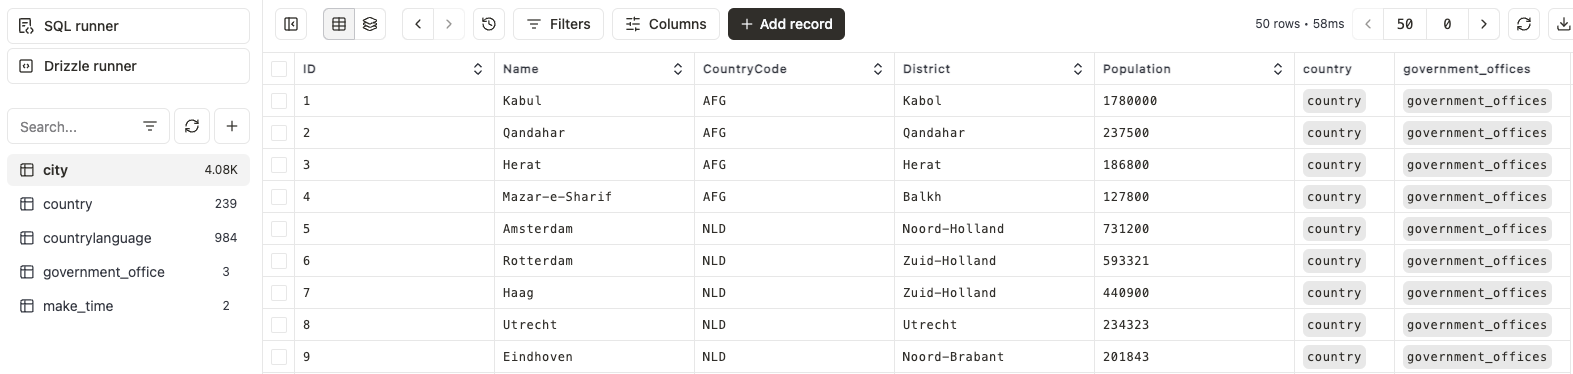 SQL runner
Drizzle runner
Search...
city 4.08K
country 239
countrylanguage 984
government_office 3
make_time 2
Filters Columns + Add record 50 rows • 58ms 50 0
ID Name CountryCode District Population country government_offices
1 Kabul AFG Kabol 1780000 country government_offices
2 Qandahar AFG Qandahar 237500 country government_offices
3 Herat AFG Herat 186800 country government_offices
4 Mazar-e-Sharif AFG Balkh 127800 country government_offices
5 Amsterdam NLD Noord-Holland 731200 country government_offices
6 Rotterdam NLD Zuid-Holland 593321 country government_offices
7 Haag NLD Zuid-Holland 440900 country government_offices
8 Utrecht NLD Utrecht 234323 country government_offices
9 Eindhoven NLD Noord-Brabant 201843 country government_offices